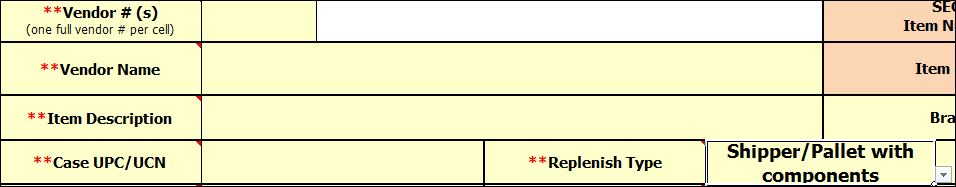 **Vendor # (s)
(one full vendor # per cell)
Item N
**Vendor Name
Item
**Item Description
Bra
**Case UPC/UCN
**Replenish Type
Shipper/Pallet with
components